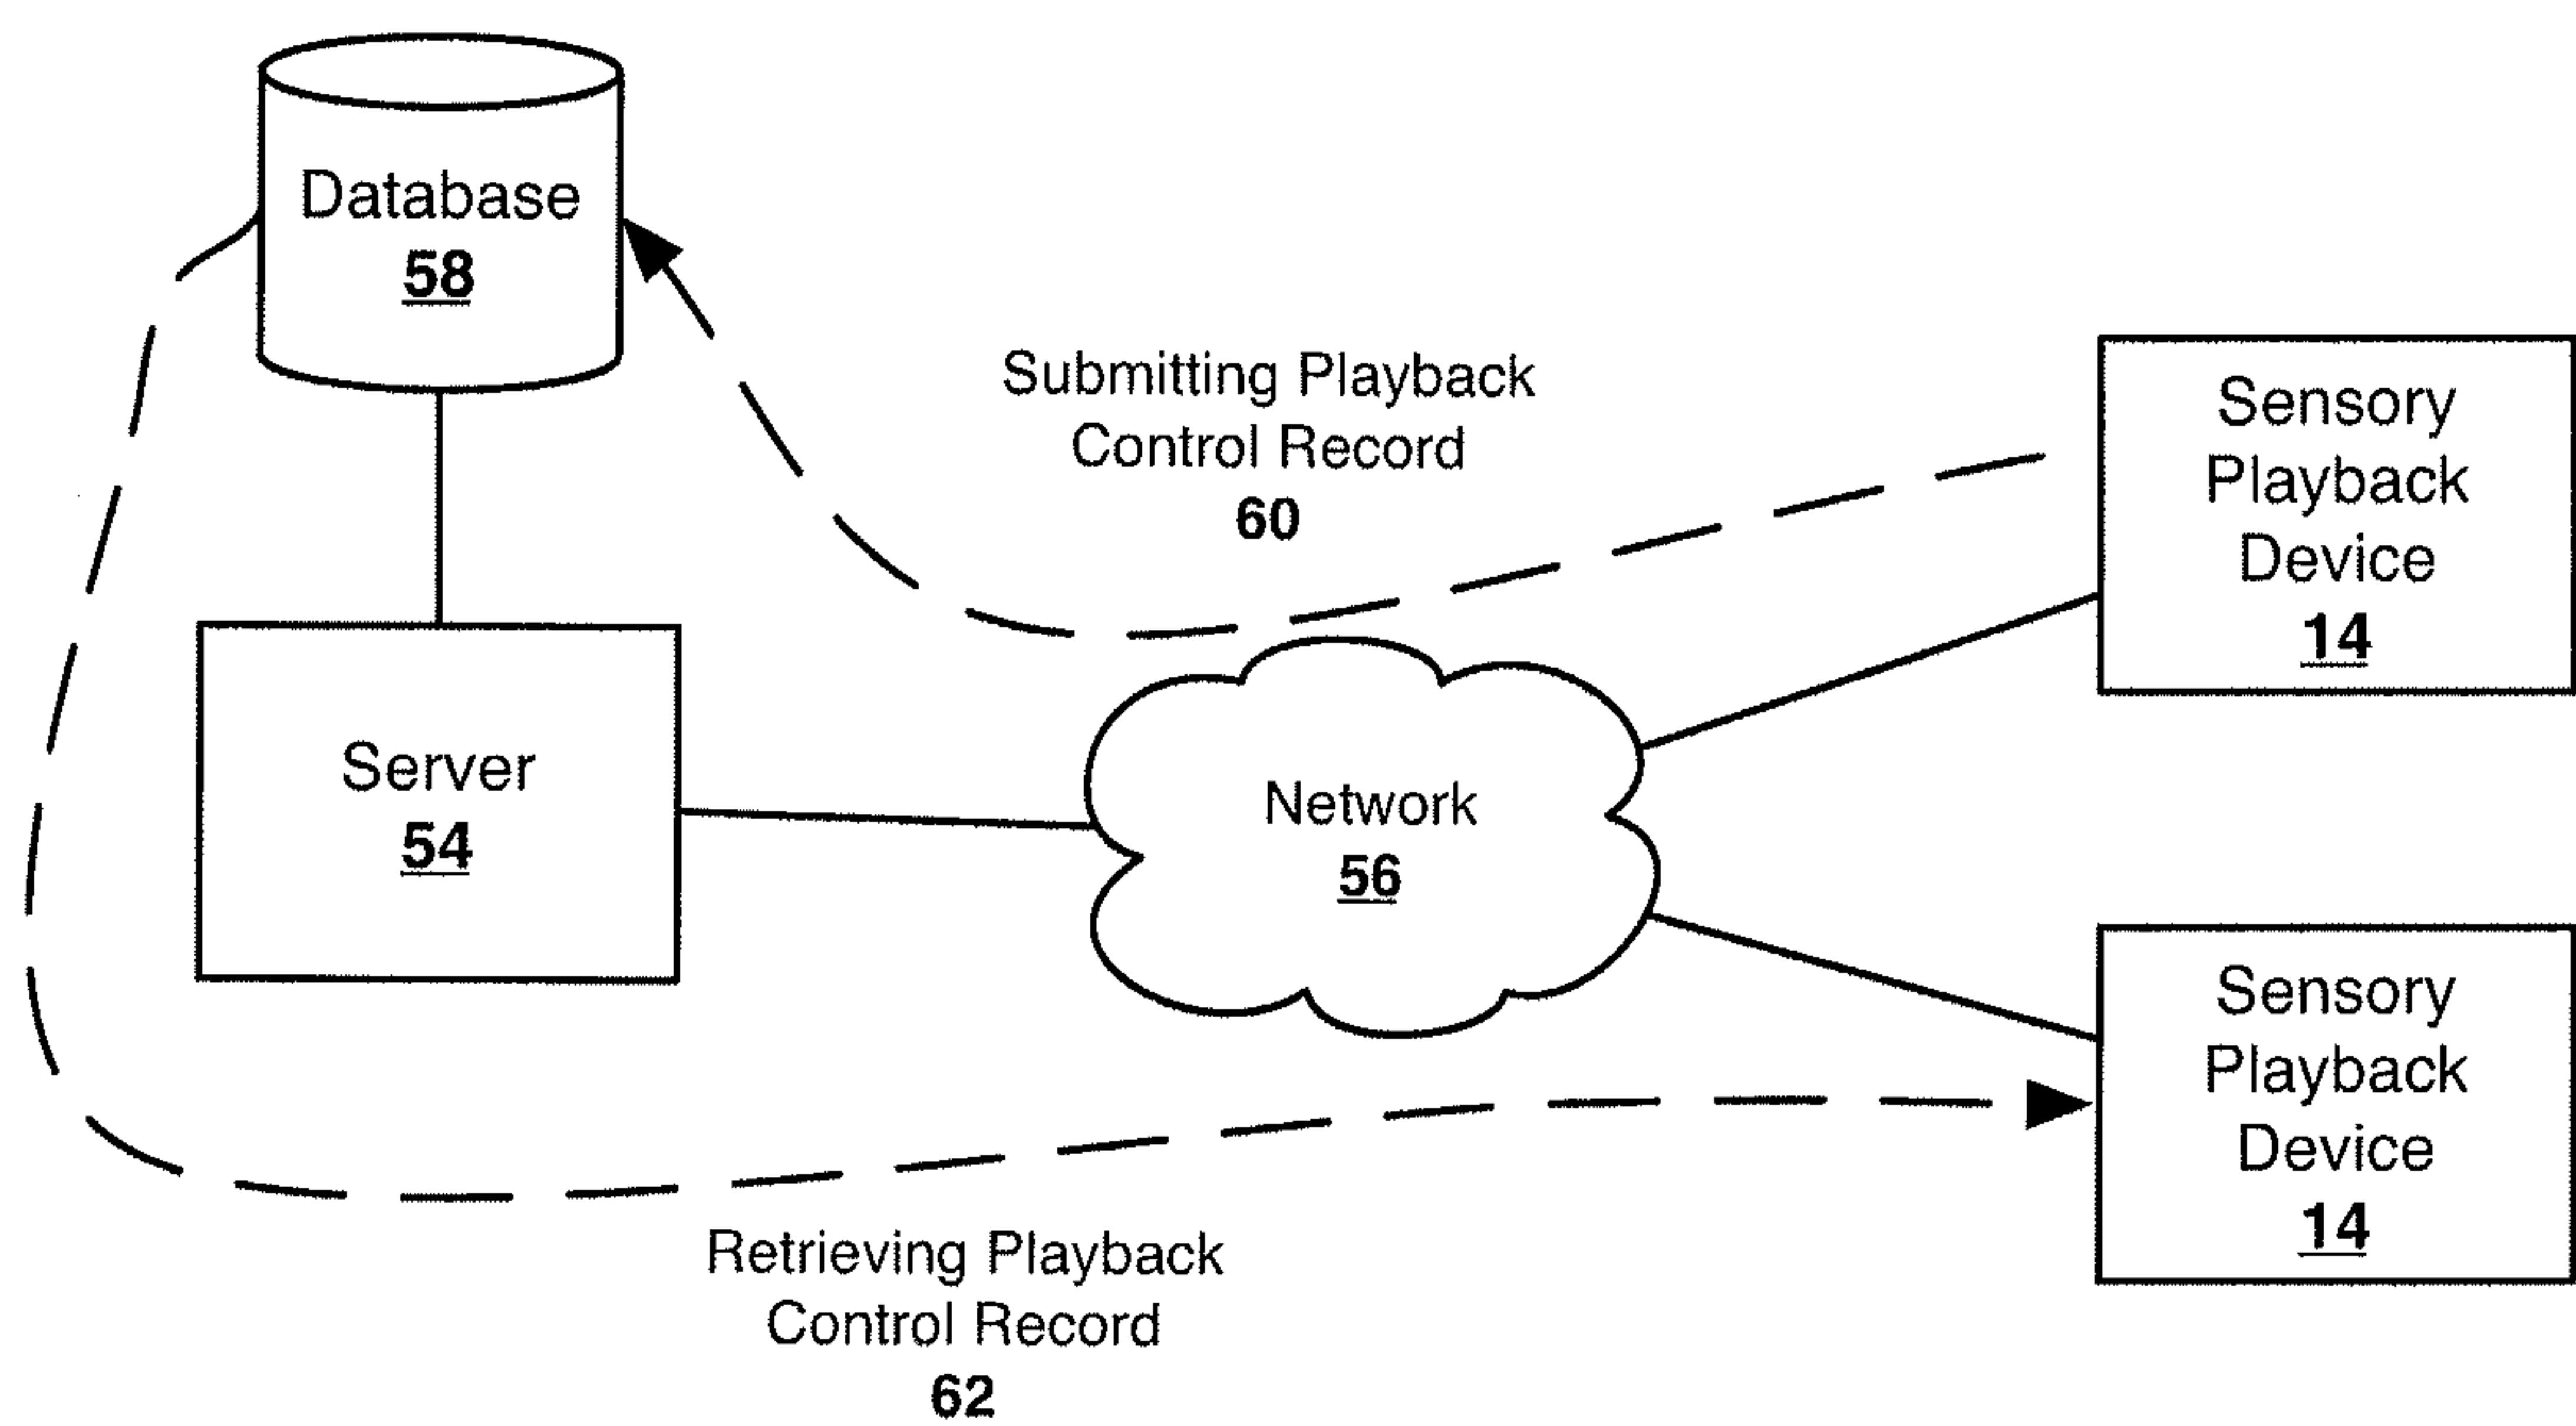 Database
58
Submitting Playback
Control Record
60
Sensory
Playback
Device
14
Server
54
Network
56
Sensory
Playback
Device
14
Retrieving Playback
Control Record
62